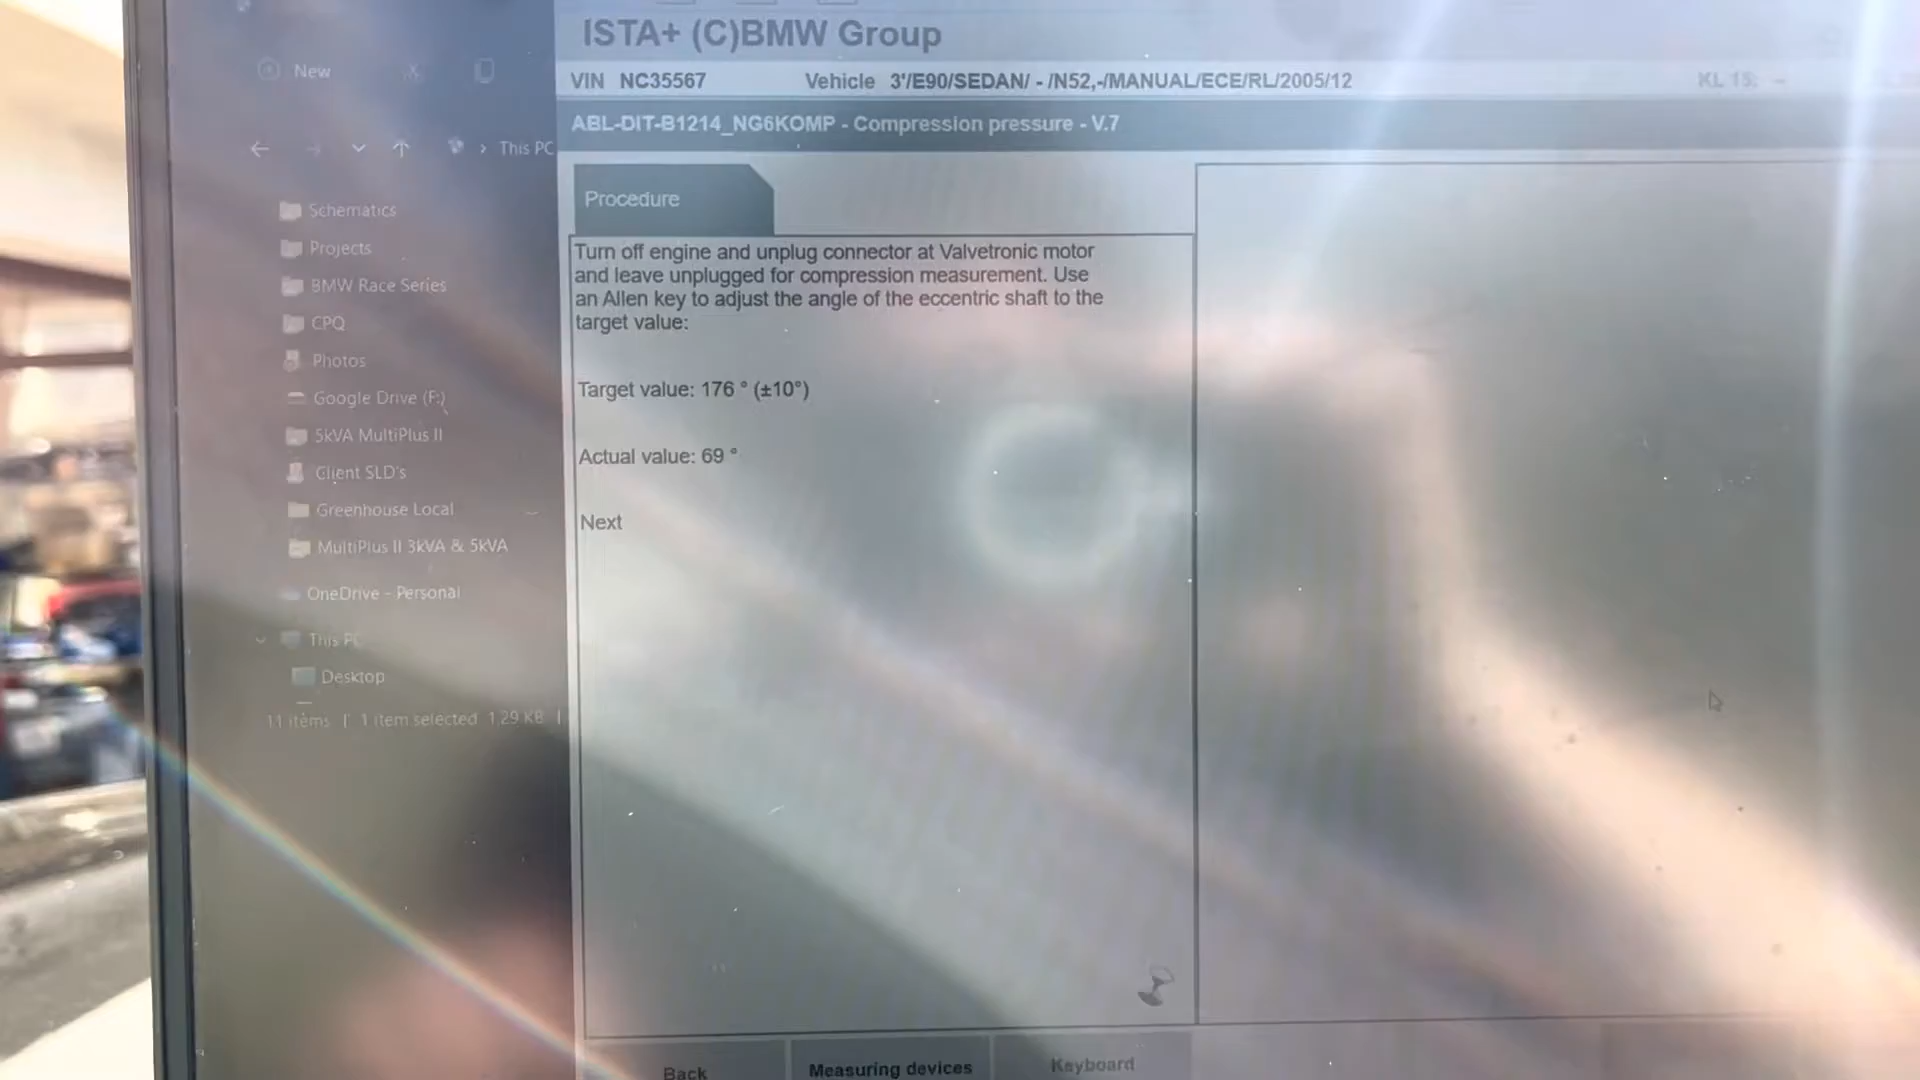 ISTA+ (C)BMW Group
VIN NC35567 Vehicle 3'/E90/SEDAN/ - /N52,-/MANUAL/ECE/RL/2005/12 KL 15: -
ABL-DIT-B1214_NG6KOMP - Compression pressure - V.7
Procedure
Turn off engine and unplug connector at Valvetronic motor
and leave unplugged for compression measurement. Use
an Allen key to adjust the angle of the eccentric shaft to the
target value:
Target value: 176 ° (±10°)
Actual value: 69 °
Next
Back
Measuring devices
Keyboard
New
This PC
Schematics
Projects
BMW Race Series
CPQ
Photos
Google Drive (F:)
5kVA MultiPlus II
Client SLD's
Greenhouse Local
MultiPlus II 3kVA & 5kVA
OneDrive - Personal
This PC
Desktop
11 items | 1 item selected 1,29 KB |